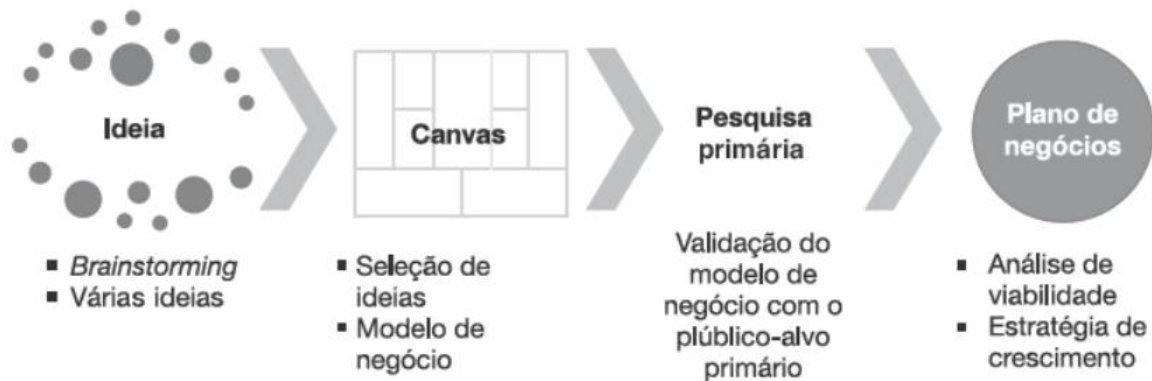 Ideia
Canvas
Pesquisa
primária
Plano de
negócios
▪ Brainstorming
▪ Várias ideias
▪ Seleção de
ideias
▪ Modelo de
negócio
Validação do
modelo de
negócio com o
plúblico-alvo
primário
▪ Análise de
viabilidade
▪ Estratégia de
crescimento